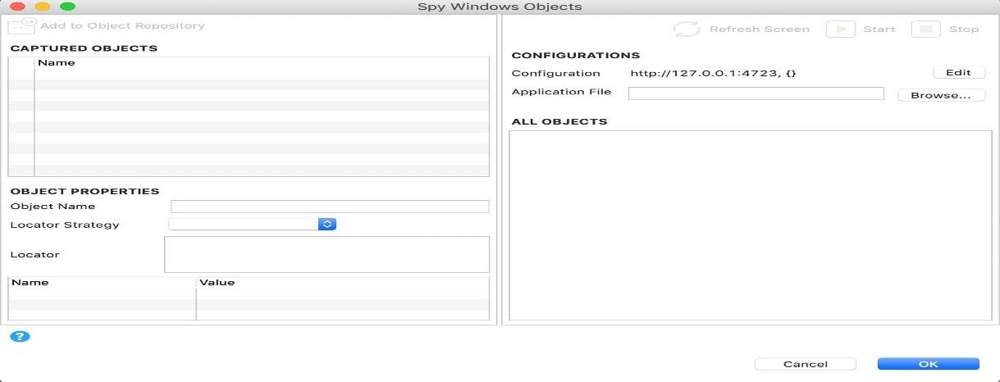 Spy Windows Objects
Add to Object Repository
Refresh Screen Start Stop
CAPTURED OBJECTS
Name
OBJECT PROPERTIES
Object Name
Locator Strategy
Locator
Name Value
CONFIGURATIONS
Configuration http://127.0.0.1:4723, {} Edit
Application File Browse...
ALL OBJECTS
?
Cancel OK